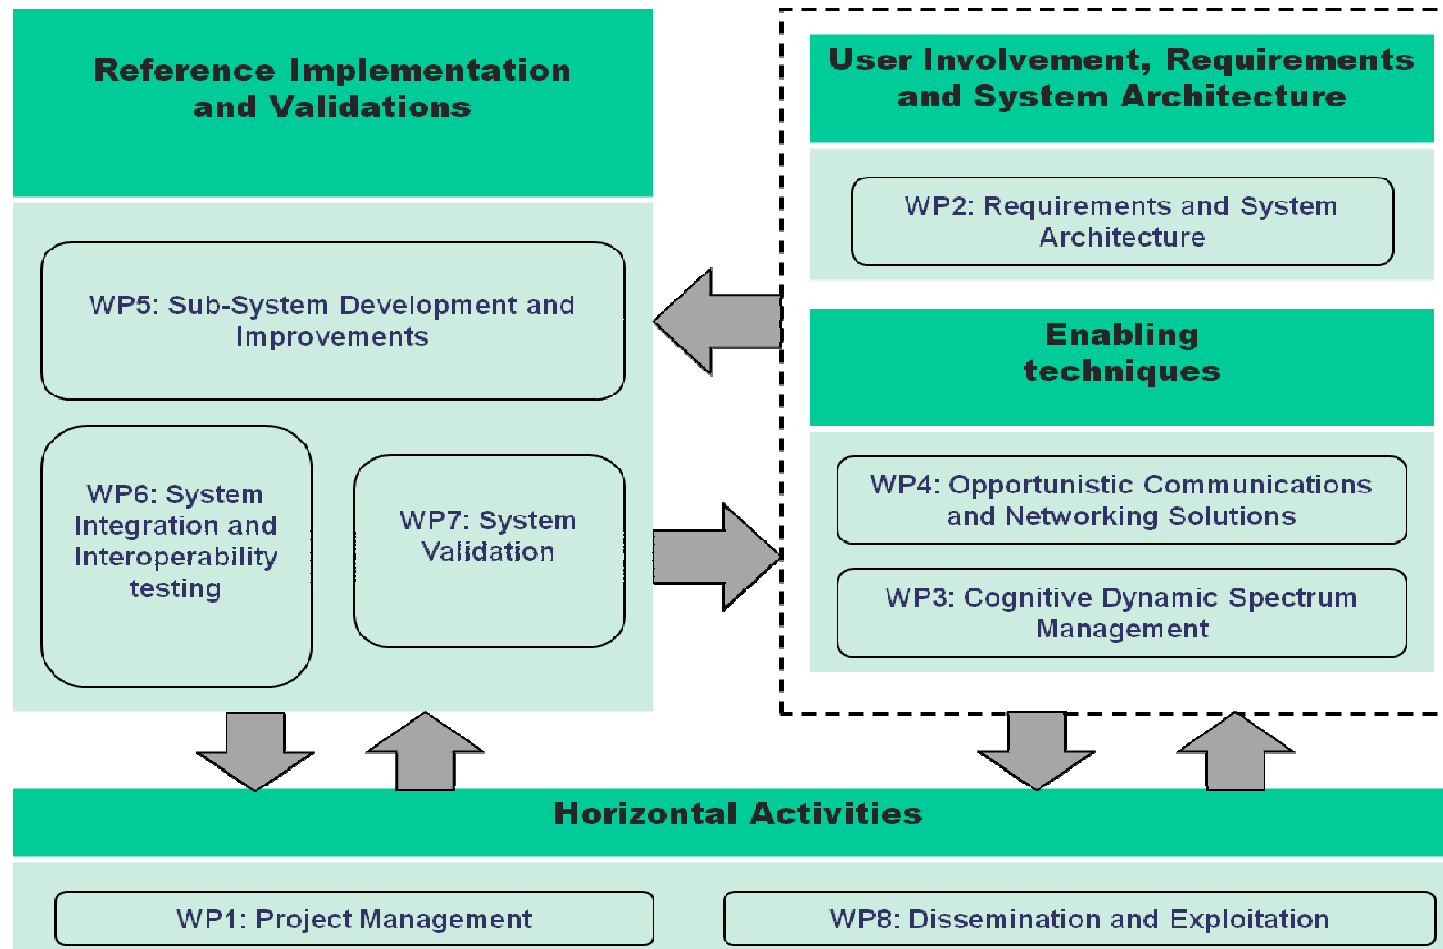 Reference Implementation
and Validations
WP5: Sub-System Development and
Improvements
WP6: System
Integration and
Interoperability
testing
WP7: System
Validation
User Involvement, Requirements
and System Architecture
WP2: Requirements and System
Architecture
Enabling
techniques
WP4: Opportunistic Communications
and Networking Solutions
WP3: Cognitive Dynamic Spectrum
Management
Horizontal Activities
WP1: Project Management
WP8: Dissemination and Exploitation